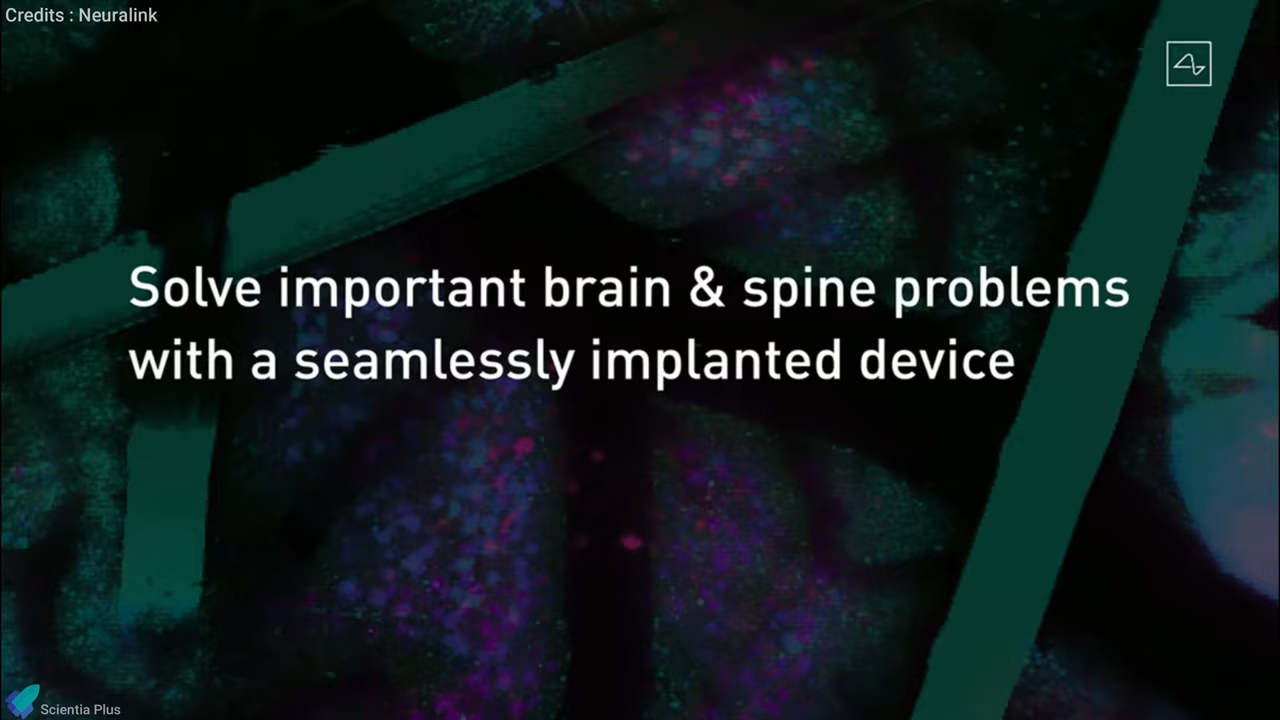 Credits : Neuralink
Solve important brain & spine problems
with a seamlessly implanted device
Scientia Plus